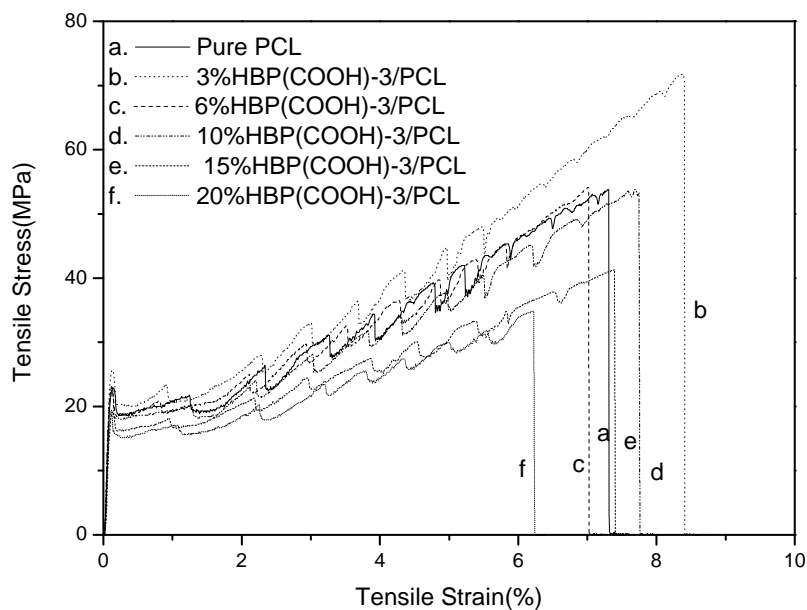 80
60
40
20
0
Tensile Stress(MPa)
a. Pure PCL
b. 3%HBP(COOH)-3/PCL
c. 6%HBP(COOH)-3/PCL
d. 10%HBP(COOH)-3/PCL
e. 15%HBP(COOH)-3/PCL
f. 20%HBP(COOH)-3/PCL
b
a
f
c
e
d
0 2 4 6 8 10
Tensile Strain(%)